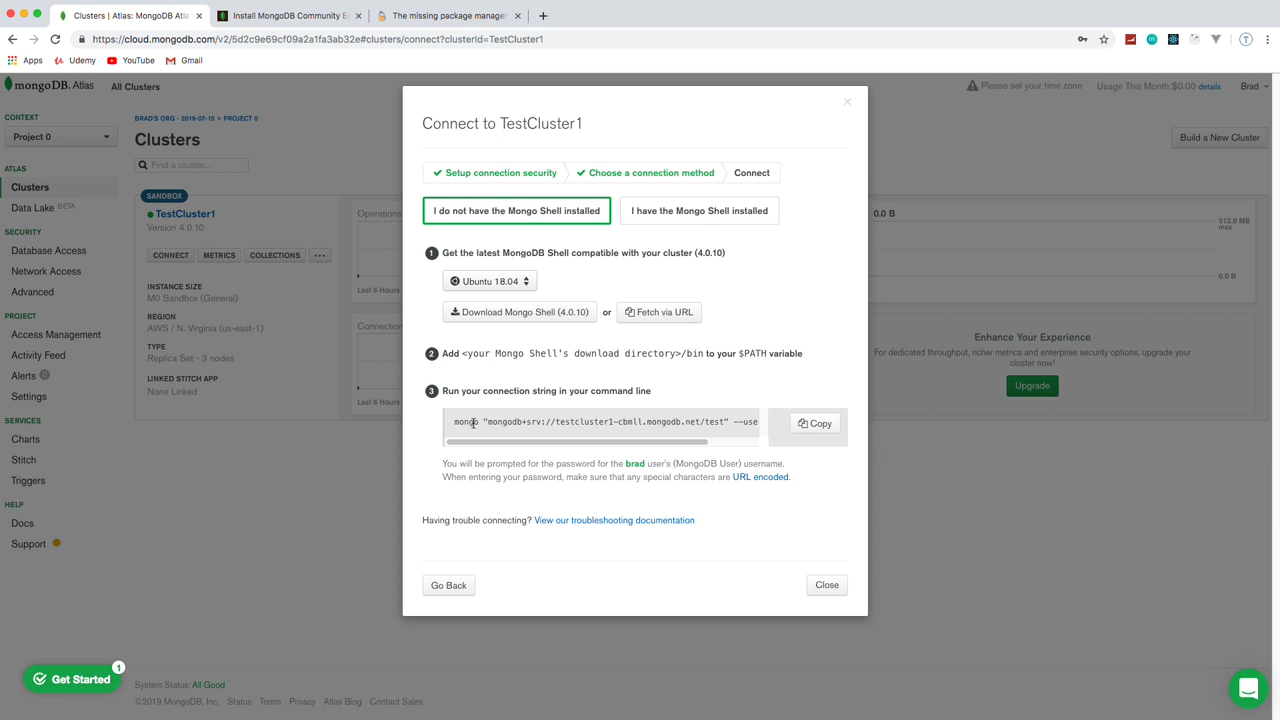 Clusters | Atlas: MongoDB Atla
Install MongoDB Community E
The missing package manager
https://cloud.mongodb.com/v2/5d2c9e69cf09a2a1fa3ab32e#clusters/connect?clusterId=TestCluster1
Apps
Udemy
YouTube
Gmail
mongoDB. Atlas
All Clusters
Please set your time zone
Usage This Month:$0.00 details
Brad
CONTEXT
Project 0
ATLAS
Clusters
Data Lake BETA
SECURITY
Database Access
Network Access
Advanced
PROJECT
Access Management
Activity Feed
Alerts 0
Settings
SERVICES
Charts
Stitch
Triggers
HELP
Docs
Support
Get Started
1
BRAD'S ORG - 2019-07-15 > PROJECT 0
Clusters
Build a New Cluster
Find a cluster...
SANDBOX
TestCluster1
Version 4.0.10
CONNECT
METRICS
COLLECTIONS
...
INSTANCE SIZE
M0 Sandbox (General)
REGION
AWS / N. Virginia (us-east-1)
TYPE
Replica Set - 3 nodes
LINKED STITCH APP
None Linked
Operations
Last 6 Hours
Connection
Last 6 Hours
0.0 B
512.0 MB
max
0.0 B
Enhance Your Experience
For dedicated throughput, richer metrics and enterprise security options, upgrade your
cluster now!
Upgrade
Connect to TestCluster1
Setup connection security
Choose a connection method
Connect
I do not have the Mongo Shell installed
I have the Mongo Shell installed
1 Get the latest MongoDB Shell compatible with your cluster (4.0.10)
Ubuntu 18.04
Download Mongo Shell (4.0.10) or Fetch via URL
2 Add <your Mongo Shell's download directory>/bin to your $PATH variable
3 Run your connection string in your command line
mongo "mongodb+srv://testcluster1-cbmll.mongodb.net/test" --use
Copy
You will be prompted for the password for the brad user's (MongoDB User) username.
When entering your password, make sure that any special characters are URL encoded.
Having trouble connecting? View our troubleshooting documentation
Go Back
Close
System Status: All Good
©2019 MongoDB, Inc. Status Terms Privacy Atlas Blog Contact Sales